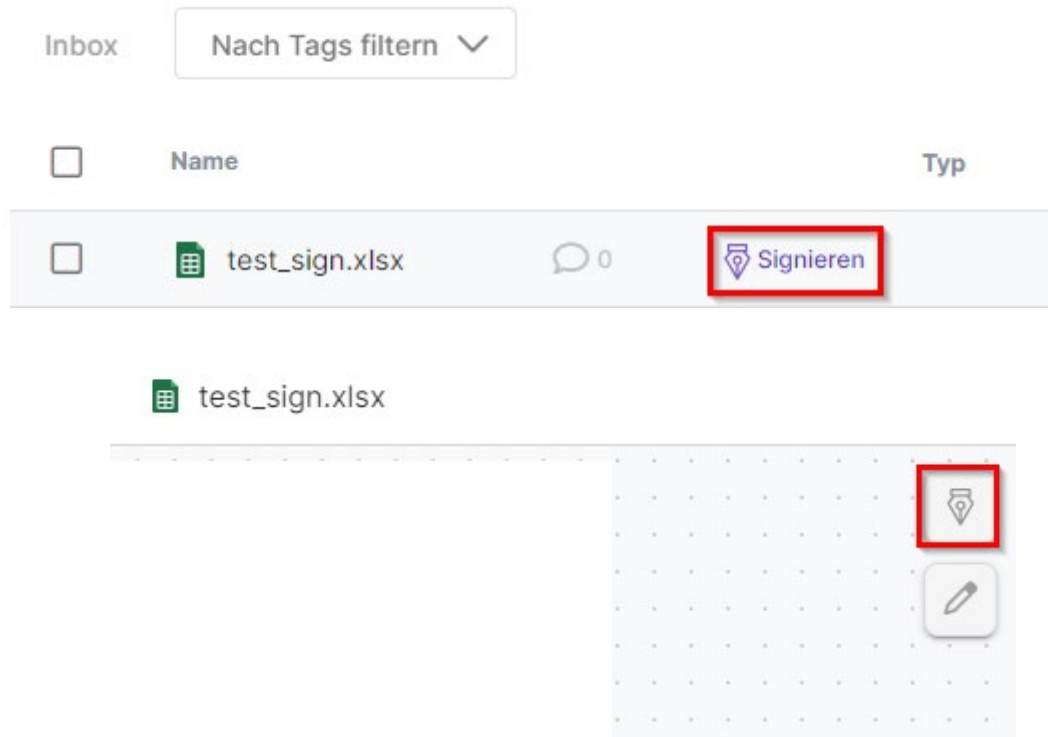 Inbox Nach Tags filtern
Name Typ
test_sign.xlsx 0 Signieren
test_sign.xlsx